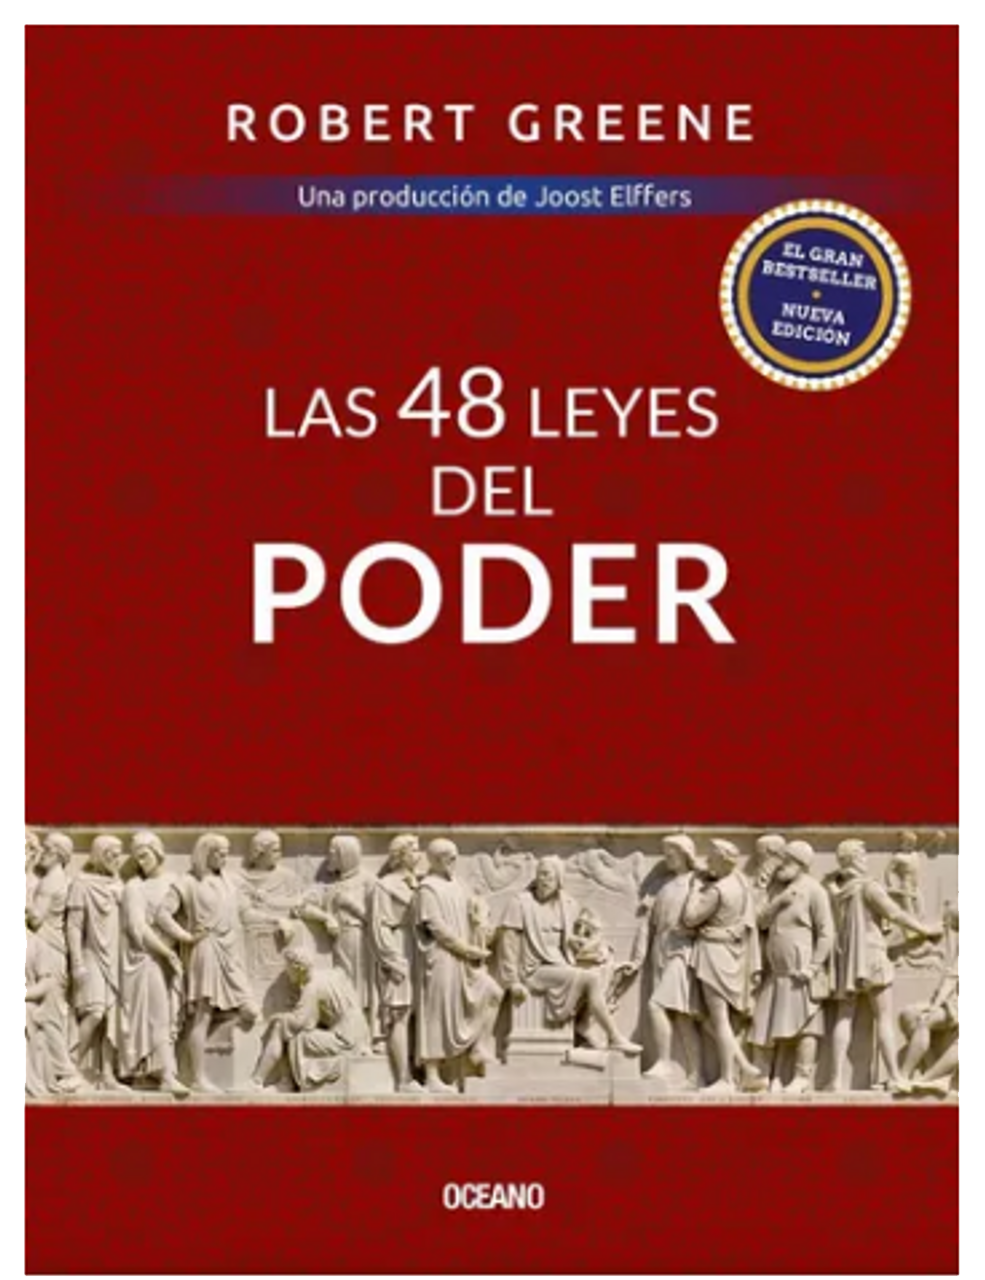 ROBERT GREENE
Una producción de Joost Elffers
EL GRAN
BESTSELLER
NUEVA
EDICIÓN
LAS 48 LEYES
DEL
PODER
OCEANO